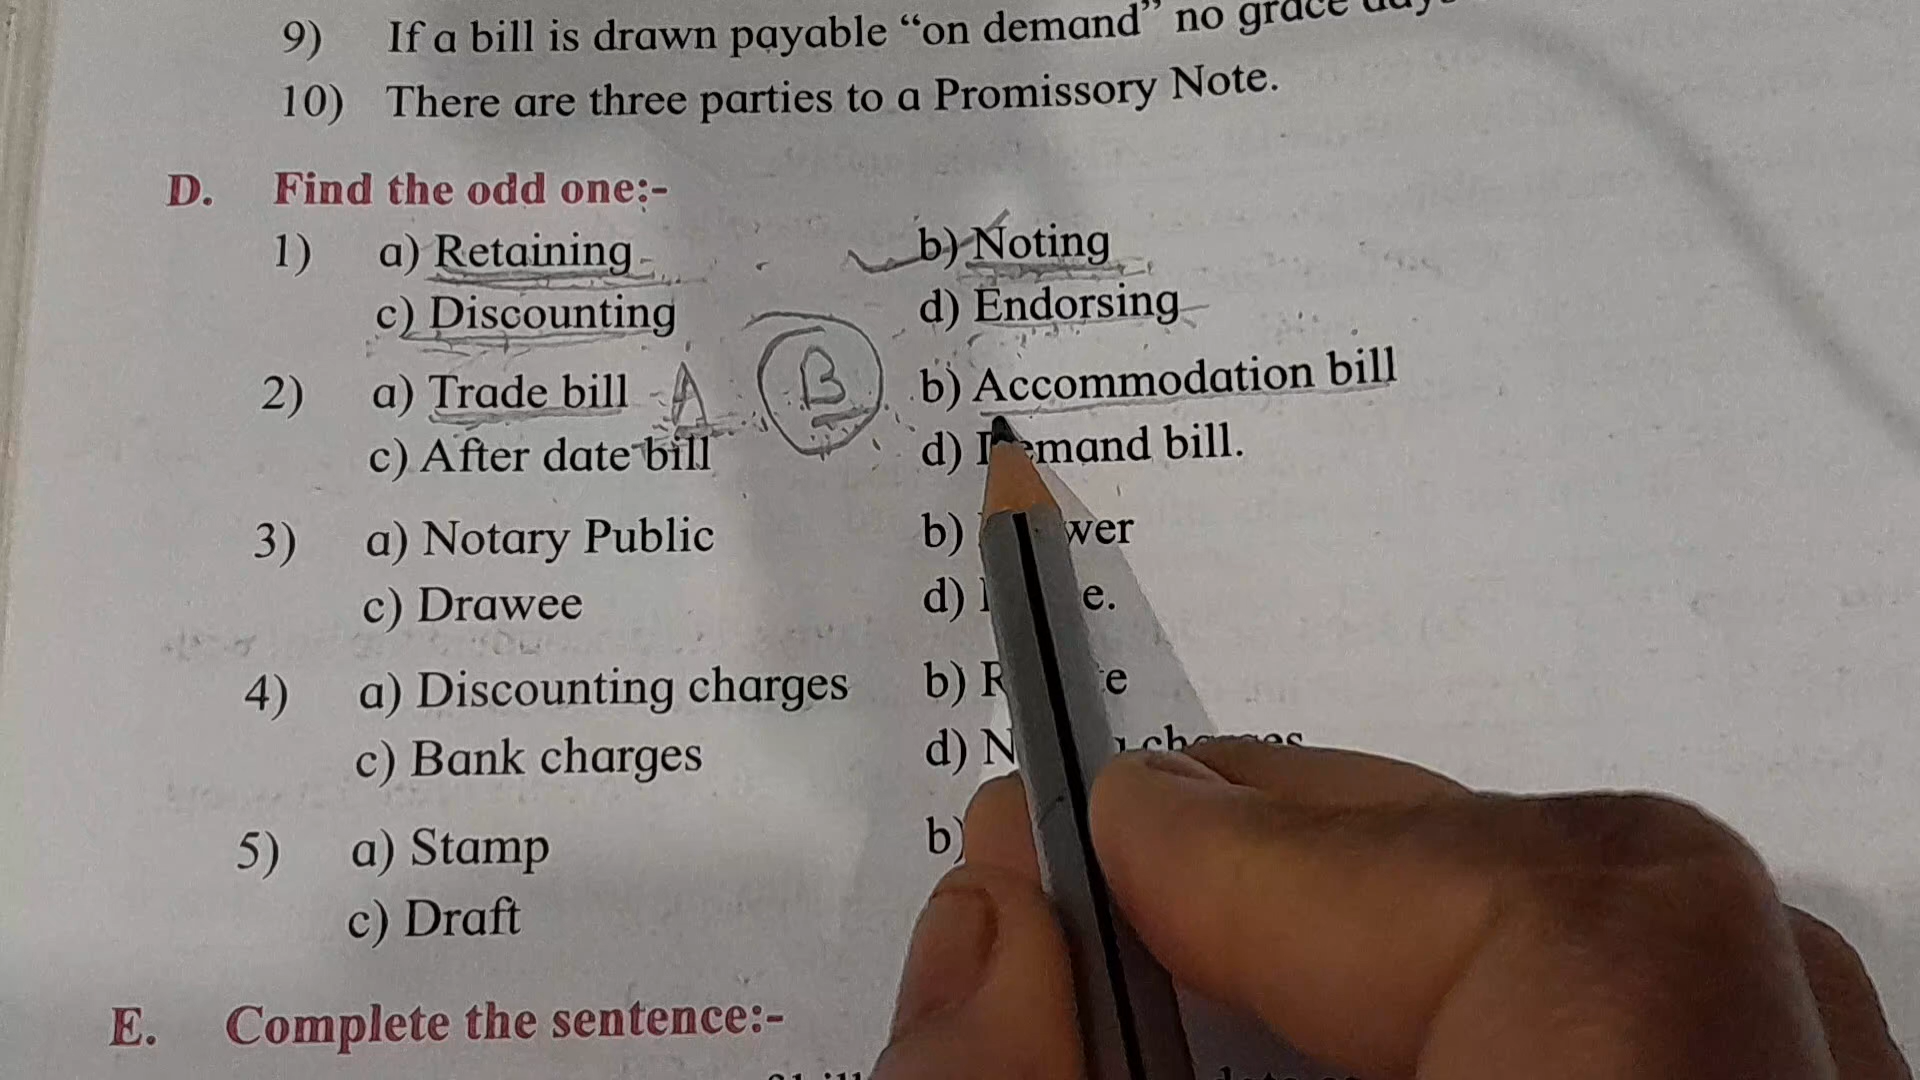 9) If a bill is drawn payable “on demand” no grace
10) There are three parties to a Promissory Note.
D. Find the odd one:-
1) a) Retaining b) Noting
c) Discounting d) Endorsing
2) a) Trade bill A B b) Accommodation bill
c) After date bill d) Demand bill.
3) a) Notary Public b)
c) Drawee d)
4) a) Discounting charges b)
c) Bank charges d) charges
5) a) Stamp b)
c) Draft
E. Complete the sentence:-